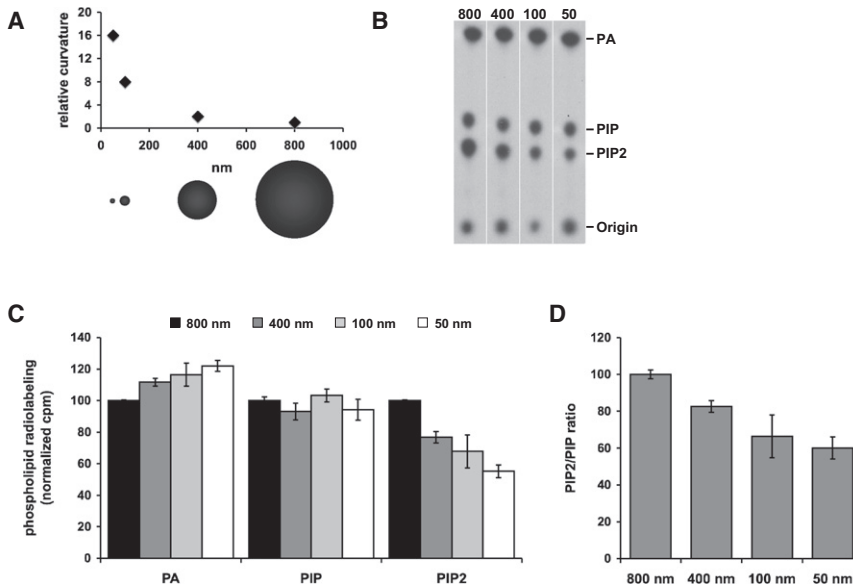 A
20
16
12
8
4
0
relative curvature
0 200 400 600 800 1000
nm
B
800 400 100 50
PA
PIP
PIP2
Origin
C
800 nm 400 nm 100 nm 50 nm
140
120
100
80
60
40
20
0
phospholipid radiolabeling
(normalized cpm)
PA PIP PIP2
D
120
100
80
60
40
20
0
PIP2/PIP ratio
800 nm 400 nm 100 nm 50 nm